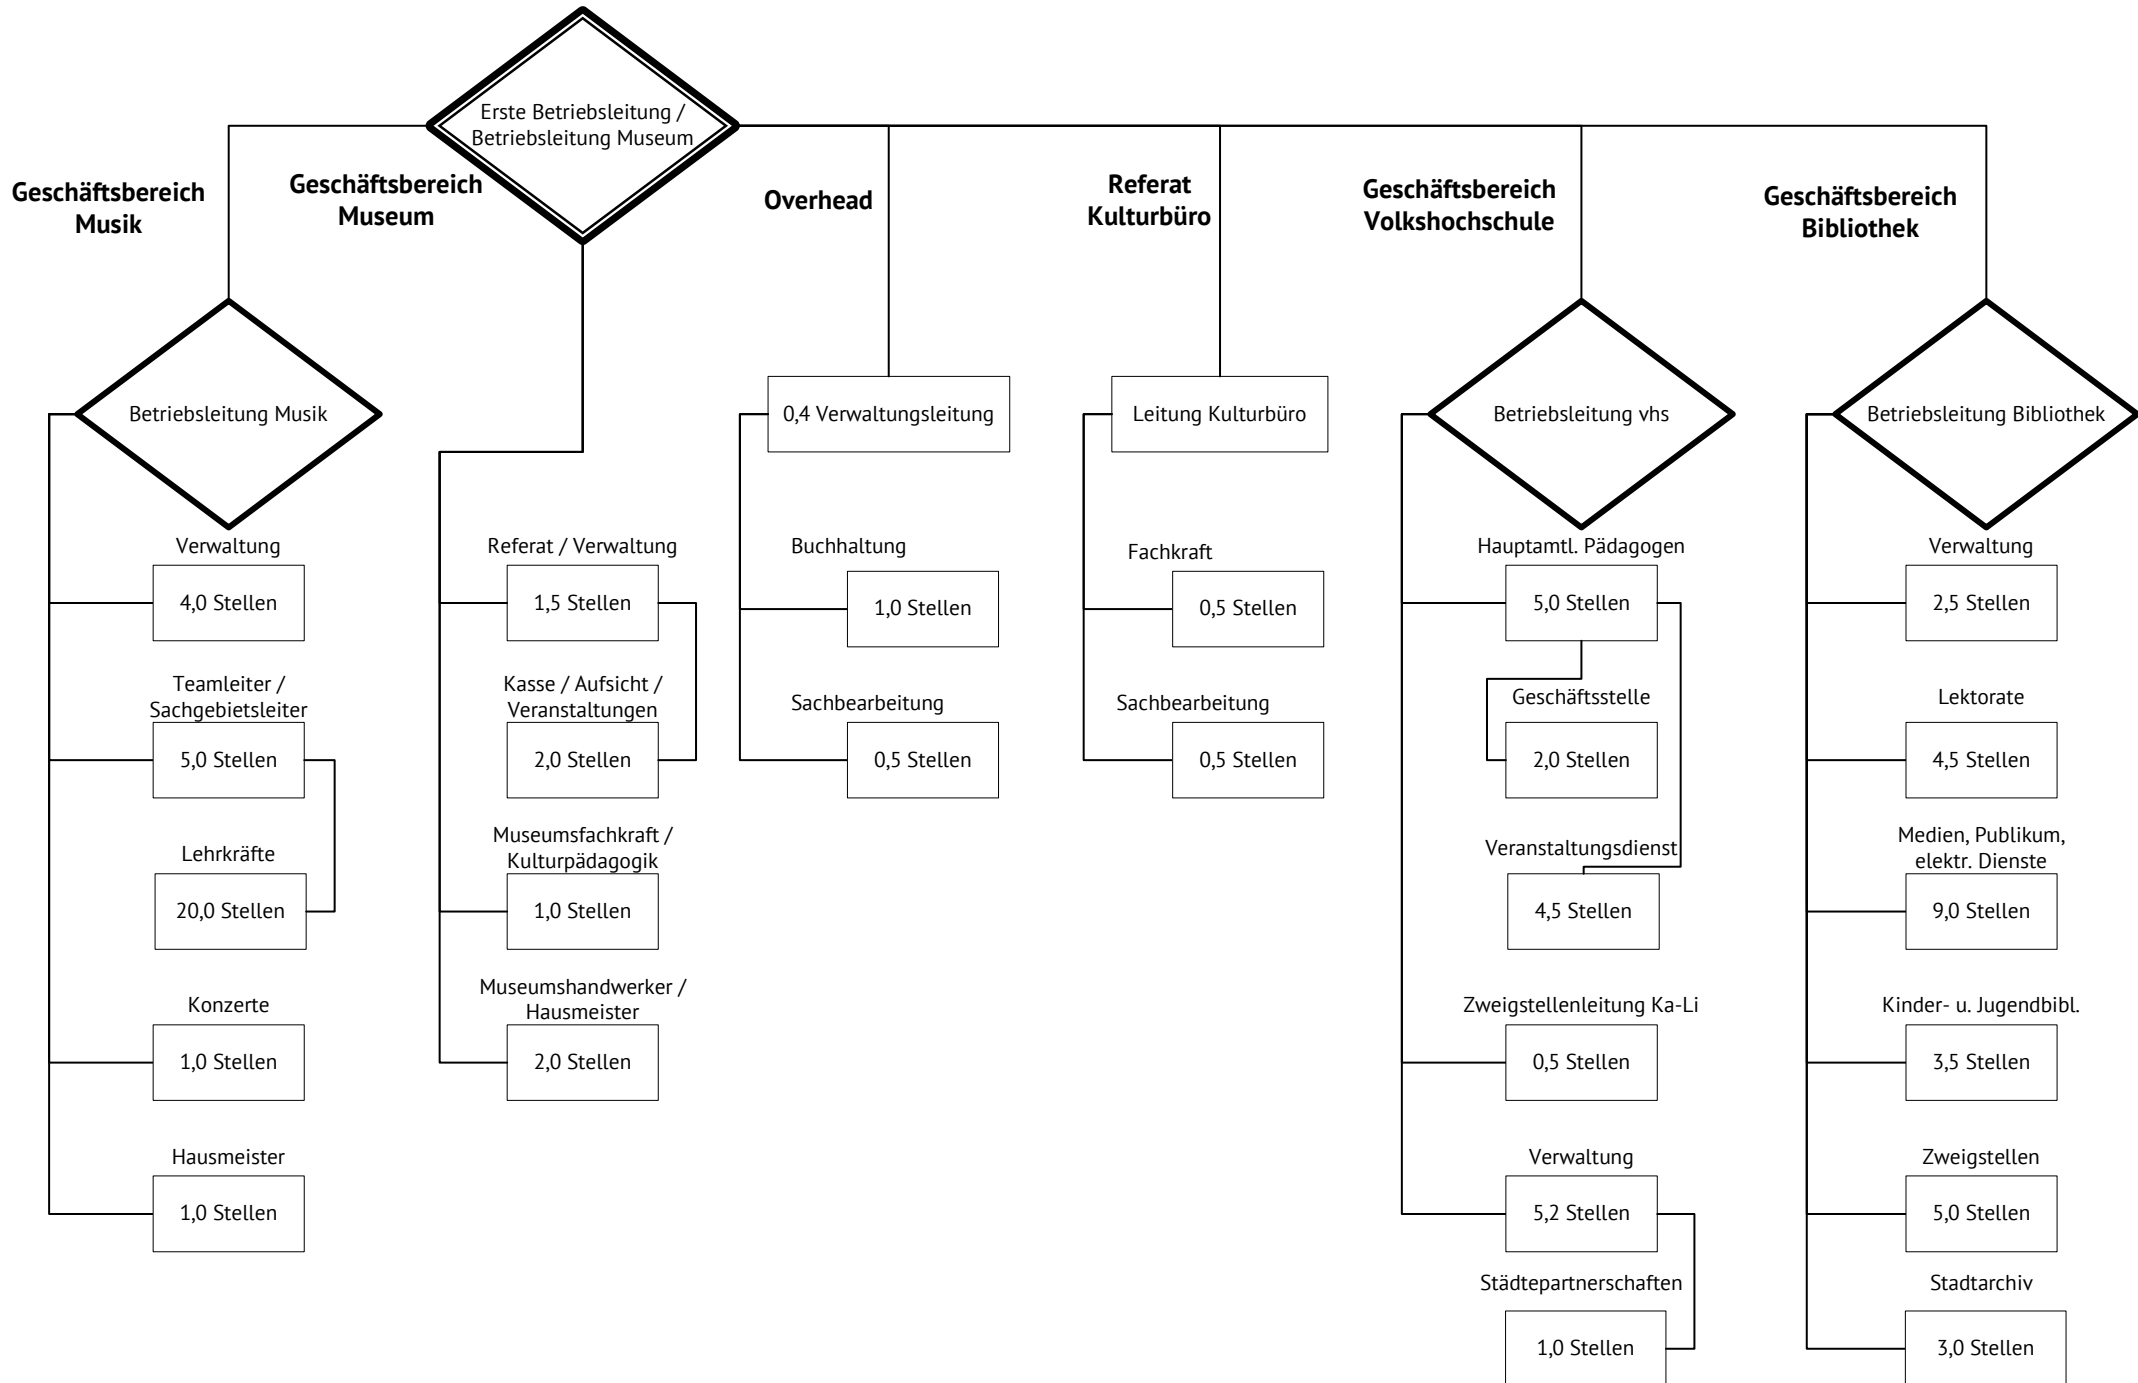 Erste Betriebsleitung /
Betriebsleitung Museum
Geschäftsbereich
Musik
Betriebsleitung Musik
Verwaltung
4,0 Stellen
Teamleiter /
Sachgebietsleiter
5,0 Stellen
Lehrkräfte
20,0 Stellen
Konzerte
1,0 Stellen
Hausmeister
1,0 Stellen
Geschäftsbereich
Museum
Referat / Verwaltung
1,5 Stellen
Kasse / Aufsicht /
Veranstaltungen
2,0 Stellen
Museumsfachkraft /
Kulturpädagogik
1,0 Stellen
Museumshandwerker /
Hausmeister
2,0 Stellen
Overhead
0,4 Verwaltungsleitung
Buchhaltung
1,0 Stellen
Sachbearbeitung
0,5 Stellen
Referat
Kulturbüro
Leitung Kulturbüro
Fachkraft
0,5 Stellen
Sachbearbeitung
0,5 Stellen
Geschäftsbereich
Volkshochschule
Betriebsleitung vhs
Hauptamtl. Pädagogen
5,0 Stellen
Geschäftsstelle
2,0 Stellen
Veranstaltungsdienst
4,5 Stellen
Zweigstellenleitung Ka-Li
0,5 Stellen
Verwaltung
5,2 Stellen
Städtepartnerschaften
1,0 Stellen
Geschäftsbereich
Bibliothek
Betriebsleitung Bibliothek
Verwaltung
2,5 Stellen
Lektorate
4,5 Stellen
Medien, Publikum,
elektr. Dienste
9,0 Stellen
Kinder- u. Jugendbibl.
3,5 Stellen
Zweigstellen
5,0 Stellen
Stadtarchiv
3,0 Stellen